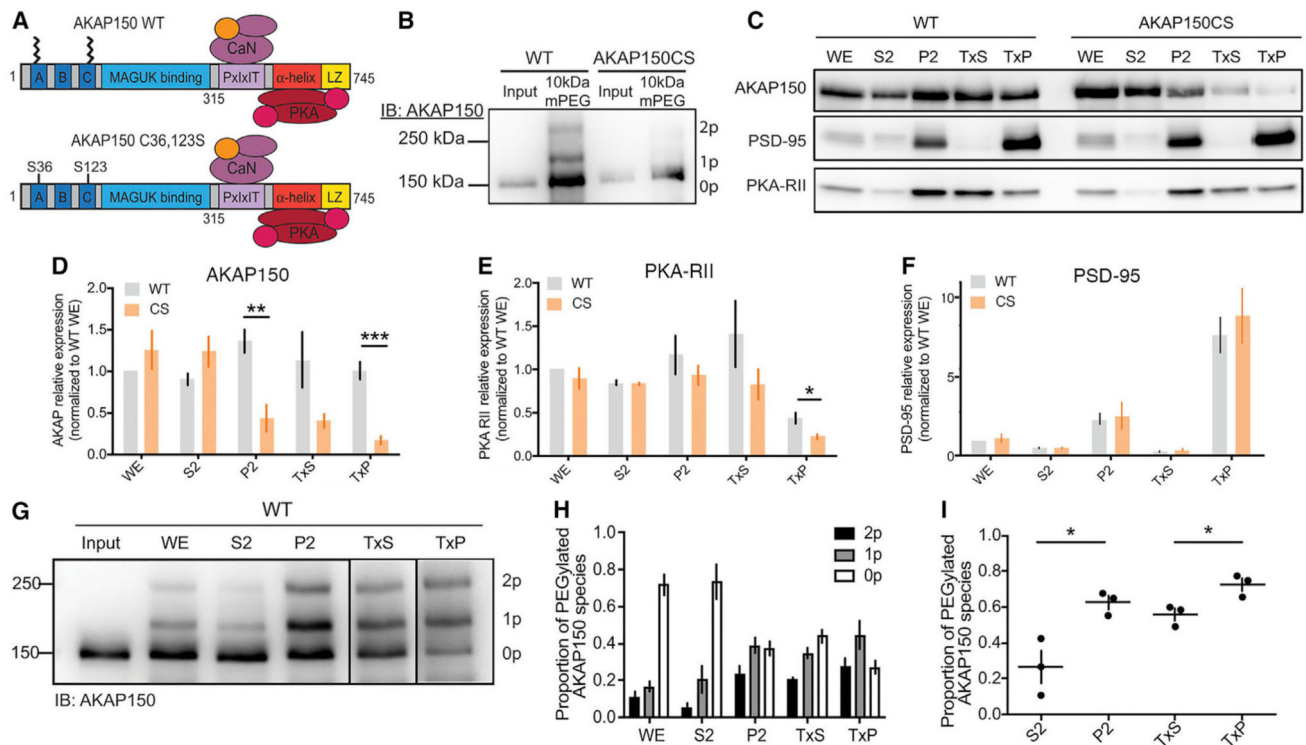 A
AKAP150 WT
CaN
1 A B C MAGUK binding PxIxIT α-helix LZ 745
315
PKA
AKAP150 C36,123S
S36 S123
CaN
1 A B C MAGUK binding PxIxIT α-helix LZ 745
315
PKA
B
WT AKAP150CS
Input 10kDa mPEG Input 10kDa mPEG
IB: AKAP150
250 kDa
150 kDa
2p
1p
0p
C
WT AKAP150CS
WE S2 P2 TxS TxP WE S2 P2 TxS TxP
AKAP150
PSD-95
PKA-RII
D
AKAP150
WT
CS
AKAP relative expression
(normalized to WT WE)
2.0
1.5
1.0
0.5
0.0
**
***
WE S2 P2 TxS TxP
E
PKA-RII
WT
CS
PKA RII relative expression
(normalized to WT WE)
2.0
1.5
1.0
0.5
0.0
*
WE S2 P2 TxS TxP
F
PSD-95
WT
CS
PSD-95 relative expression
(normalized to WT WE)
10
5
0
WE S2 P2 TxS TxP
G
WT
Input WE S2 P2 TxS TxP
250
150
2p
1p
0p
IB: AKAP150
H
Proportion of PEGylated
AKAP150 species
1.0
0.8
0.6
0.4
0.2
0.0
2p
1p
0p
WE S2 P2 TxS TxP
I
Proportion of PEGylated
AKAP150 species
1.0
0.8
0.6
0.4
0.2
0.0
* *
S2 P2 TxS TxP